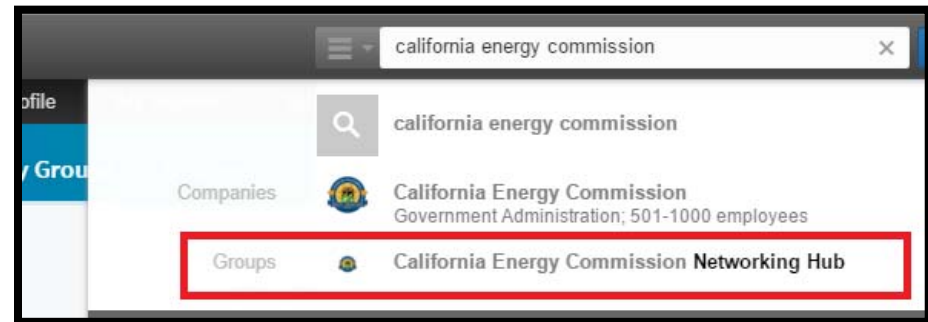 california energy commission
ofile
california energy commission
y Grou
Companies
California Energy Commission
Government Administration; 501-1000 employees
Groups
California Energy Commission Networking Hub